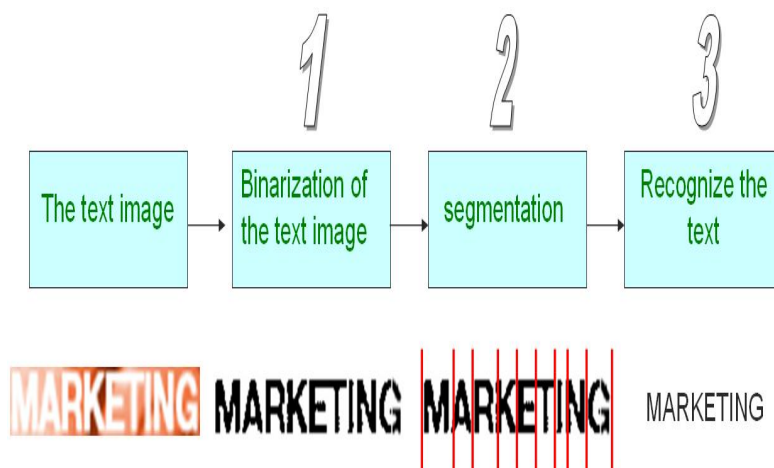 1 2 3
The text image
Binarization of
the text image
segmentation
Recognize the
text
MARKETING MARKETING MARKETING MARKETING